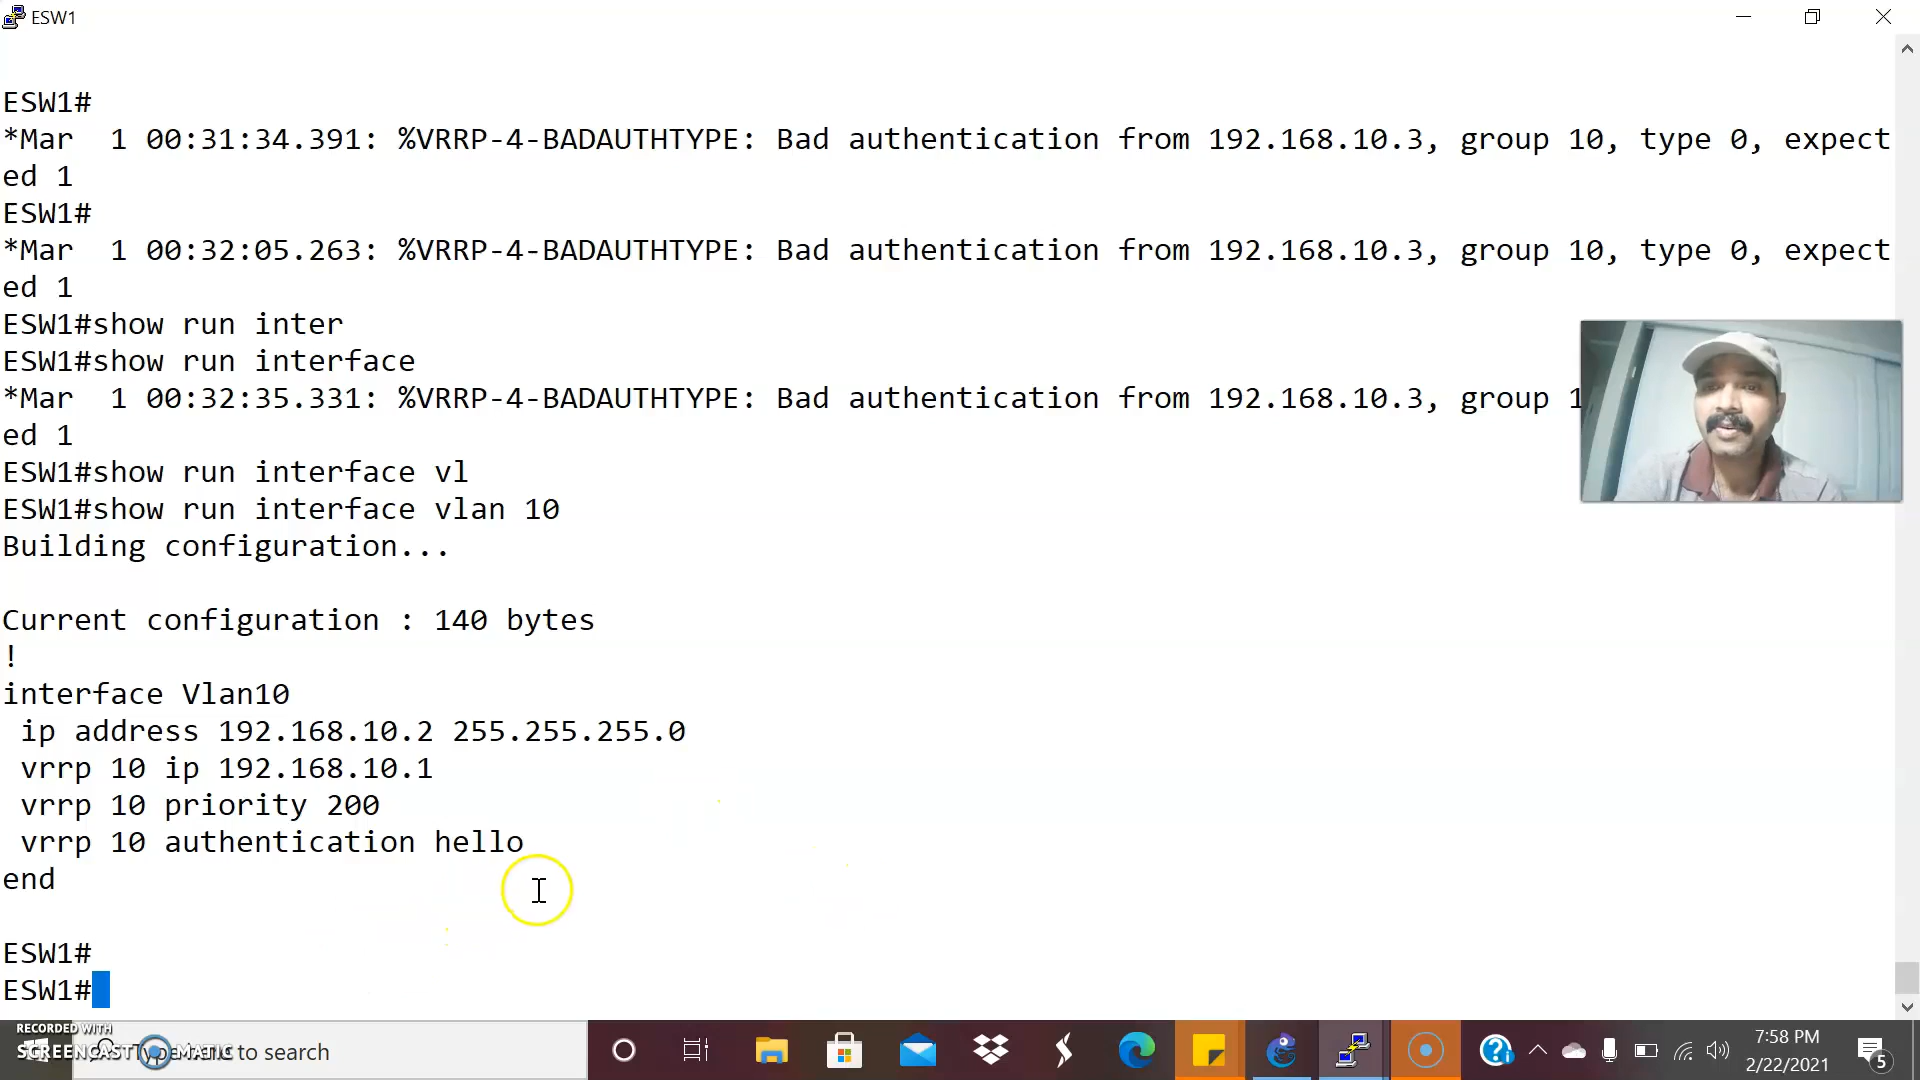 ESW1
ESW1#
*Mar  1 00:31:34.391: %VRRP-4-BADAUTHTYPE: Bad authentication from 192.168.10.3, group 10, type 0, expect
ed 1
ESW1#
*Mar  1 00:32:05.263: %VRRP-4-BADAUTHTYPE: Bad authentication from 192.168.10.3, group 10, type 0, expect
ed 1
ESW1#show run inter
ESW1#show run interface
*Mar  1 00:32:35.331: %VRRP-4-BADAUTHTYPE: Bad authentication from 192.168.10.3, group 1
ed 1
ESW1#show run interface vl
ESW1#show run interface vlan 10
Building configuration...
Current configuration : 140 bytes
!
interface Vlan10
 ip address 192.168.10.2 255.255.255.0
 vrrp 10 ip 192.168.10.1
 vrrp 10 priority 200
 vrrp 10 authentication hello
end
ESW1#
ESW1#
RECORDED WITH
SCREENCAST MATIC
Type here to search
7:58 PM
2/22/2021
5